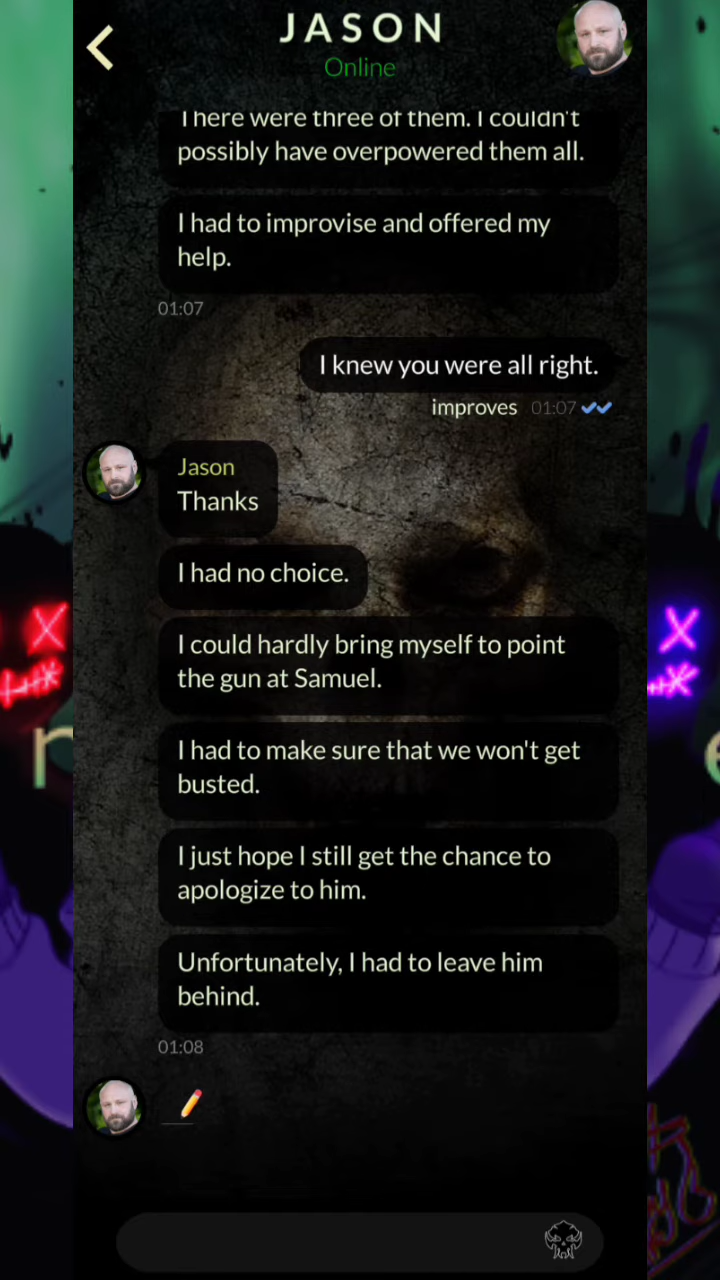 JASON
Online
There were three of them. I couldn't
possibly have overpowered them all.
I had to improvise and offered my
help.
01:07
I knew you were all right.
improves 01:07
Jason
Thanks
I had no choice.
I could hardly bring myself to point
the gun at Samuel.
I had to make sure that we won't get
busted.
I just hope I still get the chance to
apologize to him.
Unfortunately, I had to leave him
behind.
01:08